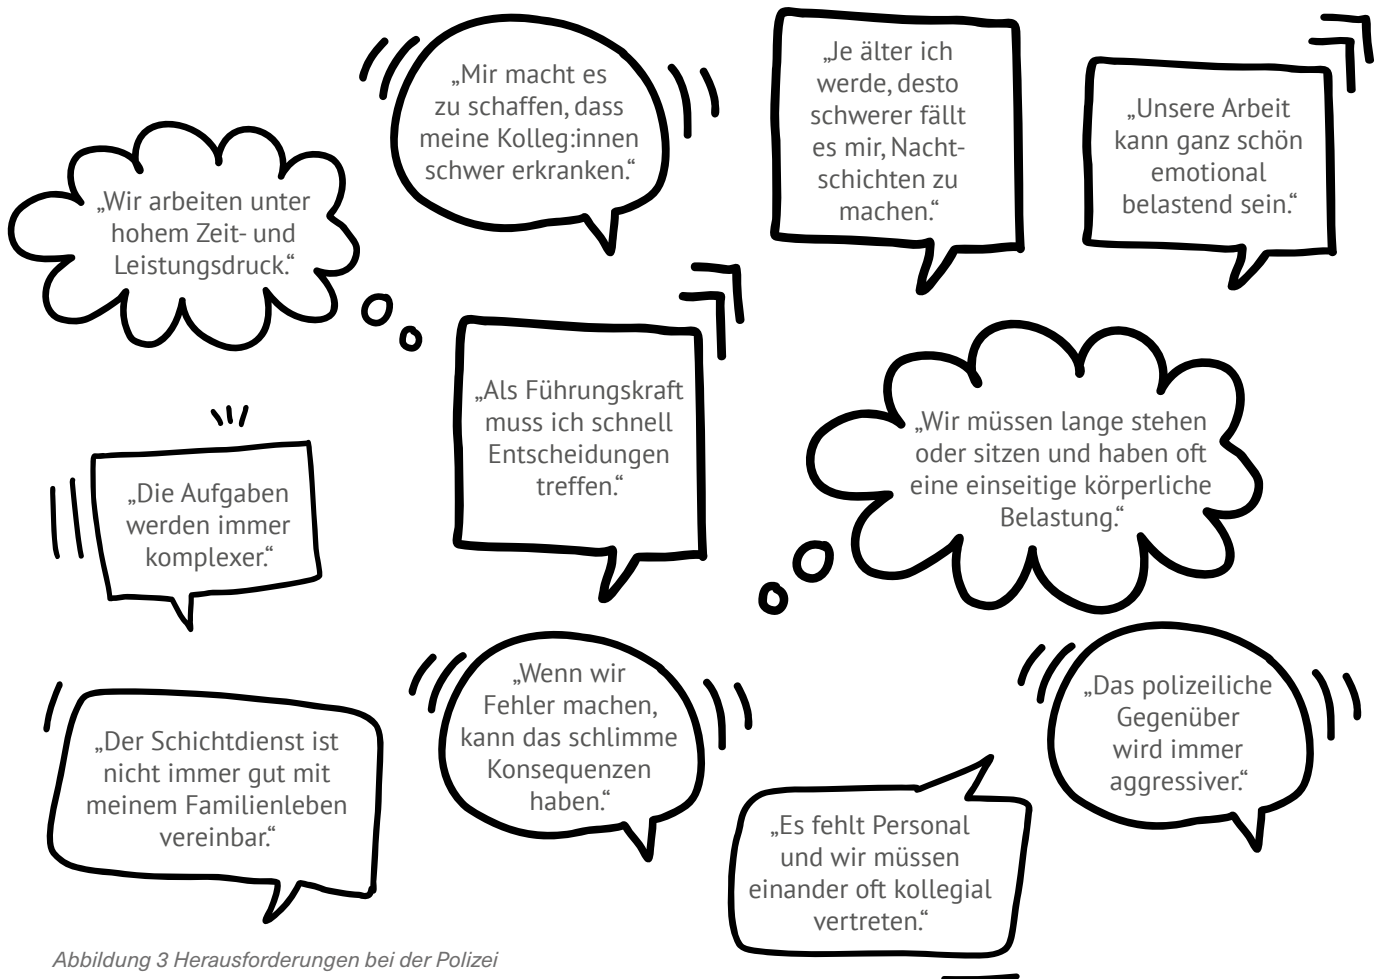 „Mir macht es
zu schaffen, dass
meine Kolleg:innen
schwer erkranken.“
„Je älter ich
werde, desto
schwerer fällt
es mir, Nacht-
schichten zu
machen.“
„Unsere Arbeit
kann ganz schön
emotional
belastend sein.“
„Wir arbeiten unter
hohem Zeit- und
Leistungsdruck.“
„Als Führungskraft
muss ich schnell
Entscheidungen
treffen.“
„Wir müssen lange stehen
oder sitzen und haben oft
eine einseitige körperliche
Belastung.“
„Die Aufgaben
werden immer
komplexer.“
„Der Schichtdienst ist
nicht immer gut mit
meinem Familienleben
vereinbar.“
„Wenn wir
Fehler machen,
kann das schlimme
Konsequenzen
haben.“
„Das polizeiliche
Gegenüber
wird immer
aggressiver.“
„Es fehlt Personal
und wir müssen
einander oft kollegial
vertreten.“
Abbildung 3 Herausforderungen bei der Polizei